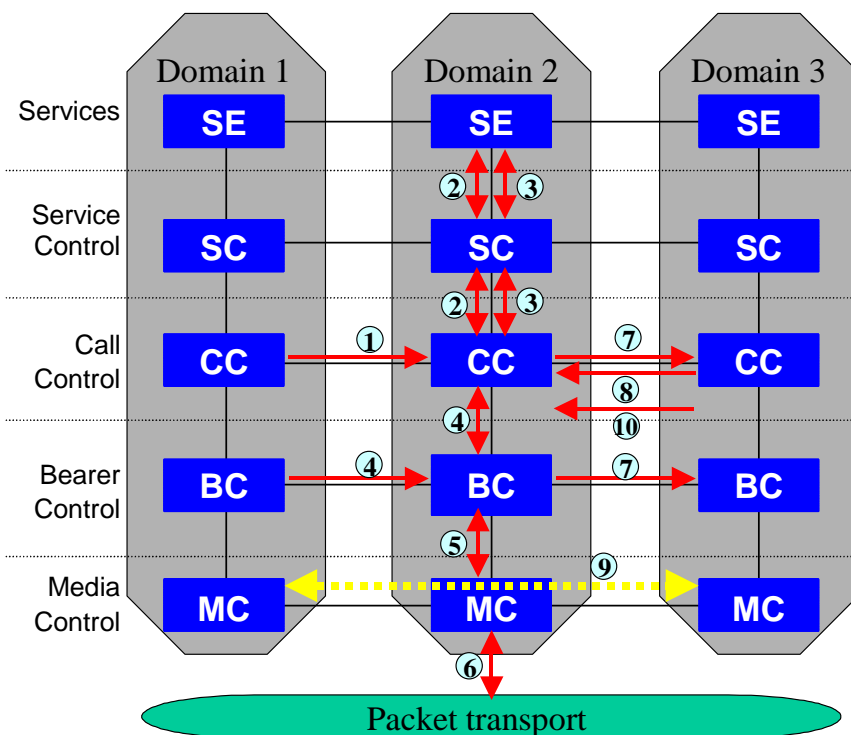 Domain 1
Domain 2
Domain 3
Services
SE
SE
SE
2
3
Service
Control
SC
SC
SC
2
3
Call
Control
1
7
CC
CC
CC
8
10
4
Bearer
Control
4
7
BC
BC
BC
5
9
Media
Control
MC
MC
MC
6
Packet transport